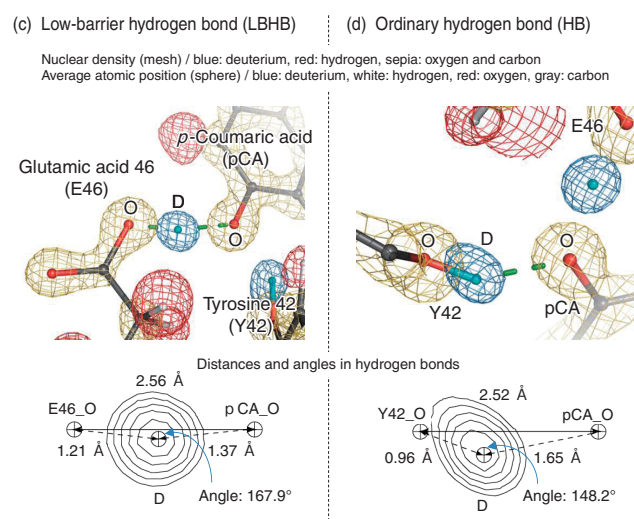 (c) Low-barrier hydrogen bond (LBHB)
(d) Ordinary hydrogen bond (HB)
Nuclear density (mesh) / blue: deuterium, red: hydrogen, sepia: oxygen and carbon
Average atomic position (sphere) / blue: deuterium, white: hydrogen, red: oxygen, gray: carbon
p-Coumaric acid
(pCA)
Glutamic acid 46
(E46)
O
D
O
Tyrosine 42
(Y42)
E46
O
D
O
Y42
pCA
Distances and angles in hydrogen bonds
2.56 Å
E46_O
p CA_O
1.21 Å
1.37 Å
D
Angle: 167.9°
2.52 Å
Y42_O
pCA_O
0.96 Å
1.65 Å
D
Angle: 148.2°